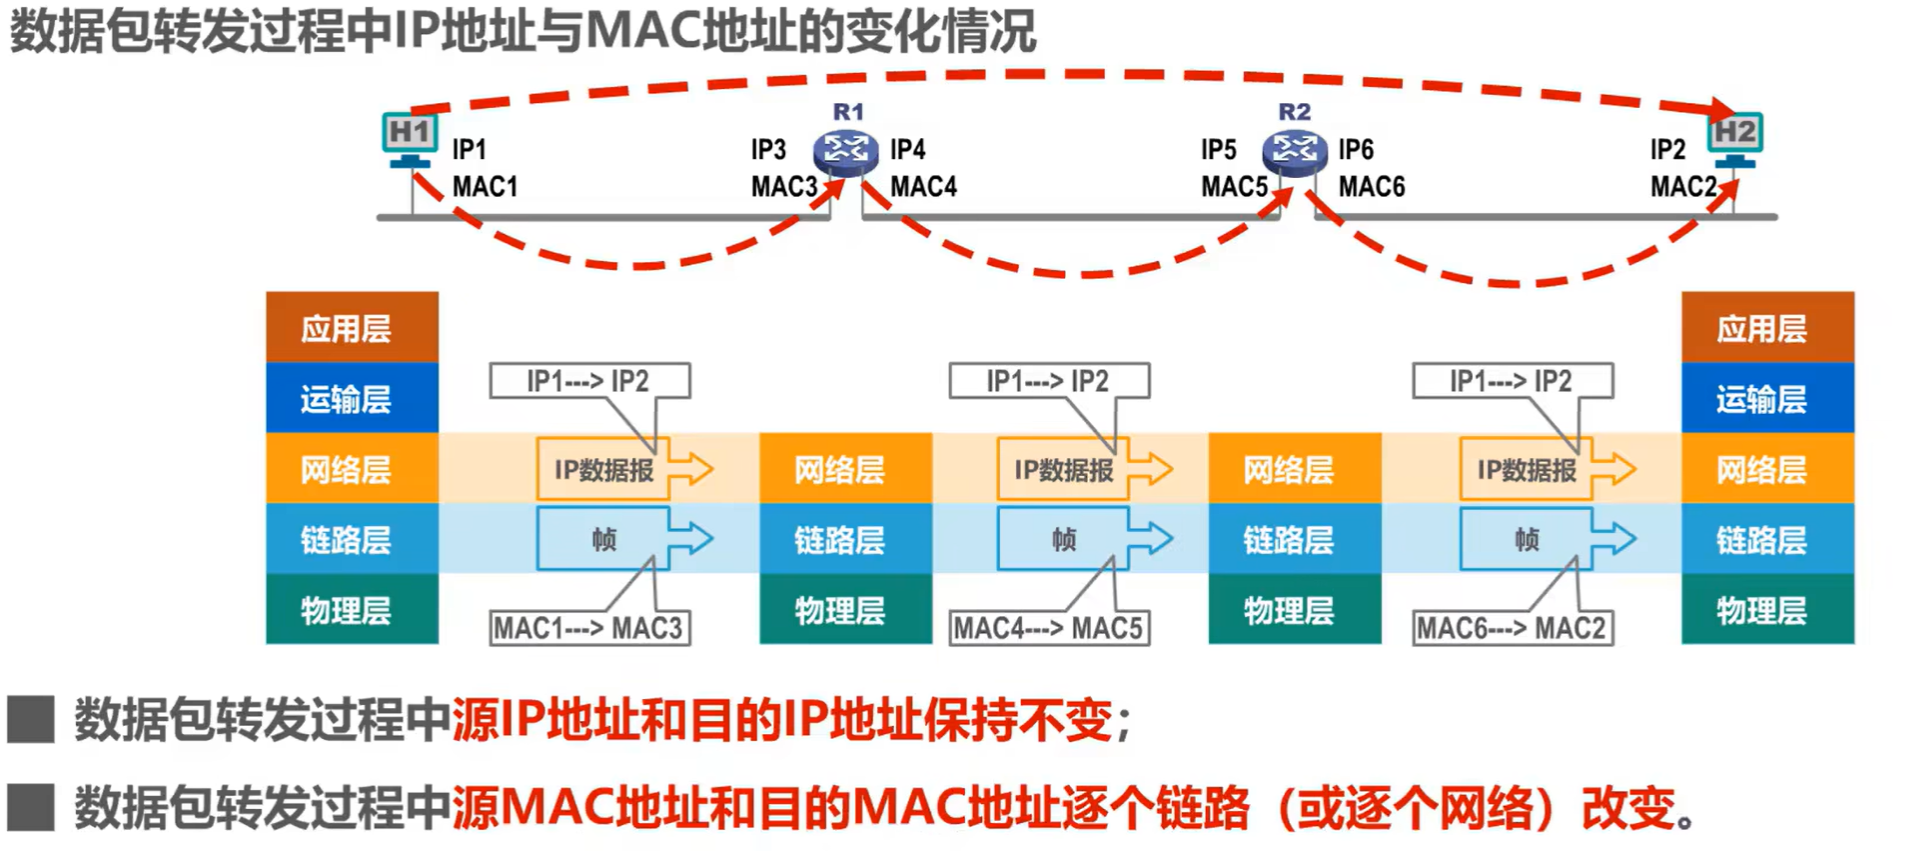 数据包转发过程中IP地址与MAC地址的变化情况
R1
R2
H1
H2
IP1
IP3
IP4
IP5
IP6
IP2
MAC1
MAC3
MAC4
MAC5
MAC6
MAC2
应用层
应用层
运输层
IP1---> IP2
IP1---> IP2
IP1---> IP2
运输层
网络层
IP数据报
网络层
IP数据报
网络层
IP数据报
网络层
链路层
帧
链路层
帧
链路层
帧
链路层
物理层
MAC1---> MAC3
物理层
MAC4---> MAC5
物理层
MAC6---> MAC2
物理层
数据包转发过程中源IP地址和目的IP地址保持不变；
数据包转发过程中源MAC地址和目的MAC地址逐个链路（或逐个网络）改变。